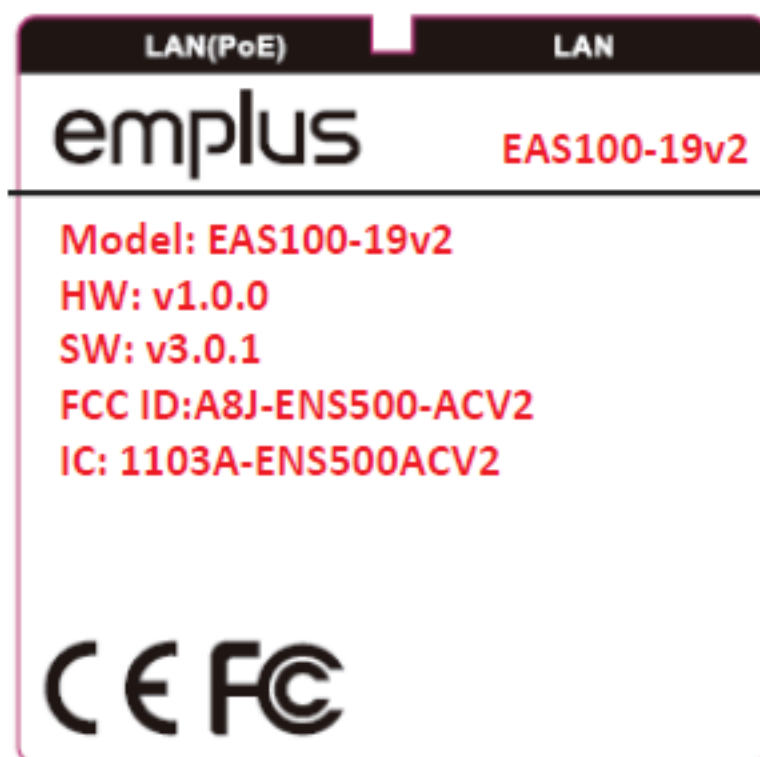 LAN(PoE) LAN
emplus EAS100-19v2
Model: EAS100-19v2
HW: v1.0.0
SW: v3.0.1
FCC ID:A8J-ENS500-ACV2
IC: 1103A-ENS500ACV2
CE FC